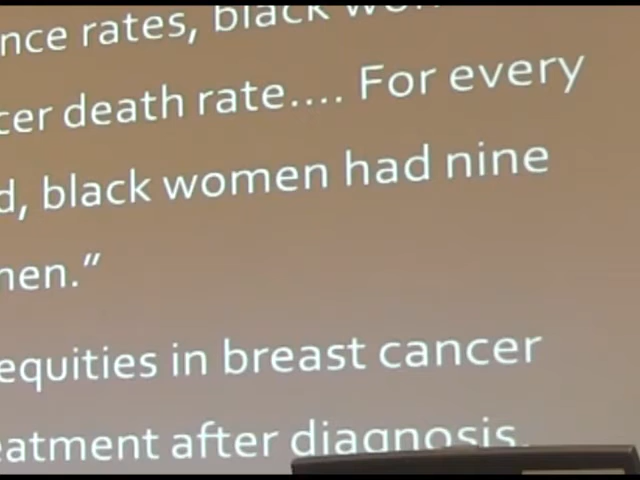 nce rates, black
cer death rate.... For every
d, black women had nine
men.”
equities in breast cancer
eatment after diagnosis.